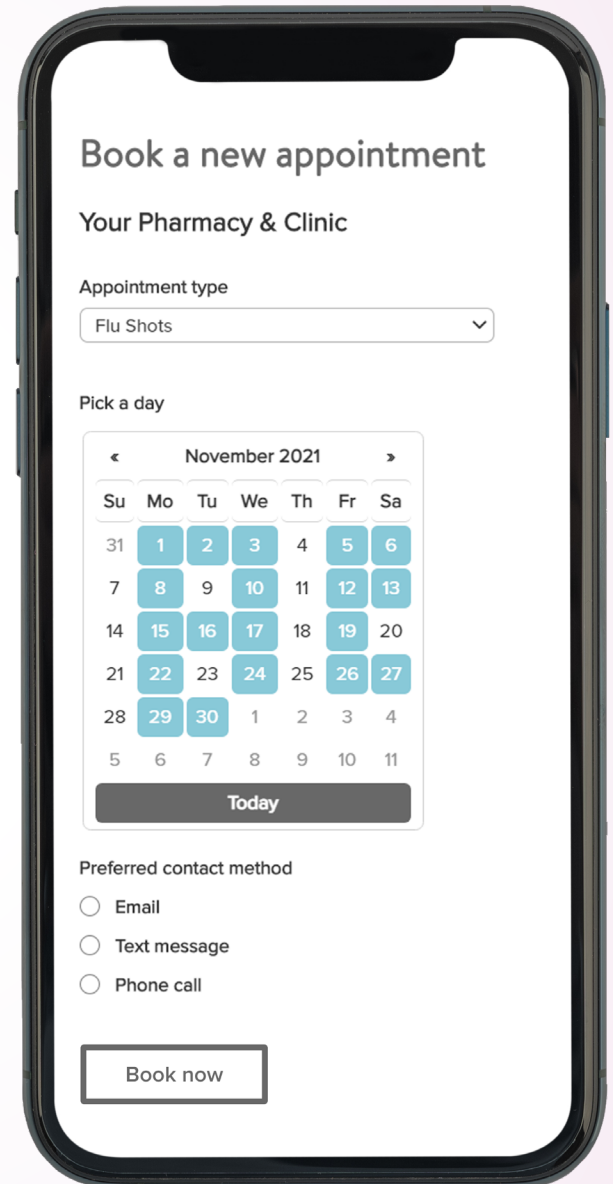 Book a new appointment
Your Pharmacy & Clinic
Appointment type
Flu Shots
Pick a day
« November 2021 »
Su Mo Tu We Th Fr Sa
31 1 2 3 4 5 6
7 8 9 10 11 12 13
14 15 16 17 18 19 20
21 22 23 24 25 26 27
28 29 30 1 2 3 4
5 6 7 8 9 10 11
Today
Preferred contact method
Email
Text message
Phone call
Book now